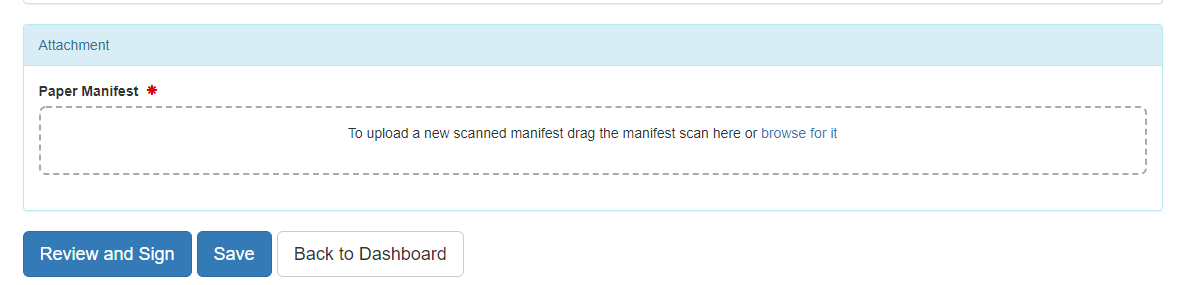 Attachment
Paper Manifest *
To upload a new scanned manifest drag the manifest scan here or browse for it
Review and Sign Save Back to Dashboard